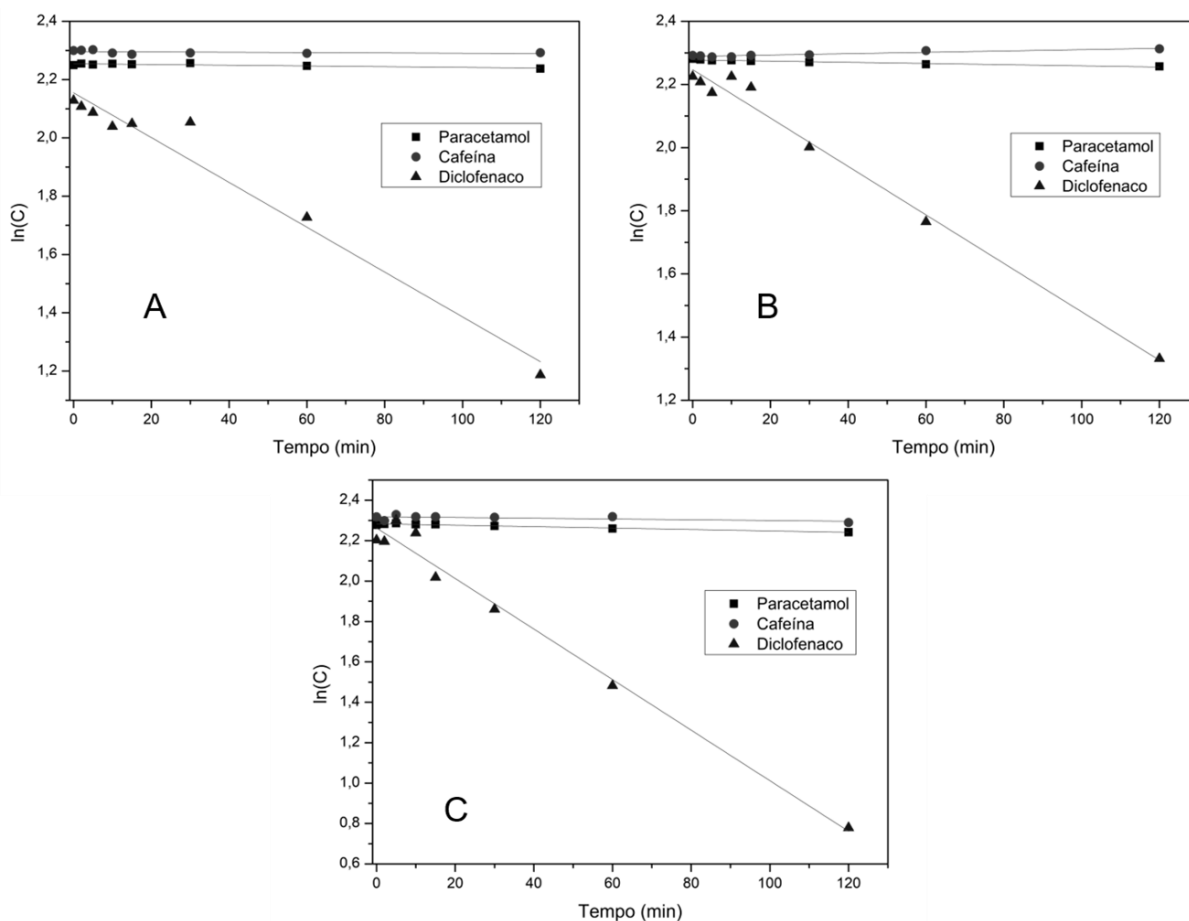 2,4
2,2
2,0
1,8
1,6
1,4
1,2
ln(C)
Paracetamol
Cafeína
Diclofenaco
A
0 20 40 60 80 100 120
Tempo (min)
2,4
2,2
2,0
1,8
1,6
1,4
1,2
ln(C)
Paracetamol
Cafeína
Diclofenaco
B
0 20 40 60 80 100 120
Tempo (min)
2,4
2,2
2,0
1,8
1,6
1,4
1,2
1,0
0,8
0,6
ln(C)
Paracetamol
Cafeína
Diclofenaco
C
0 20 40 60 80 100 120
Tempo (min)